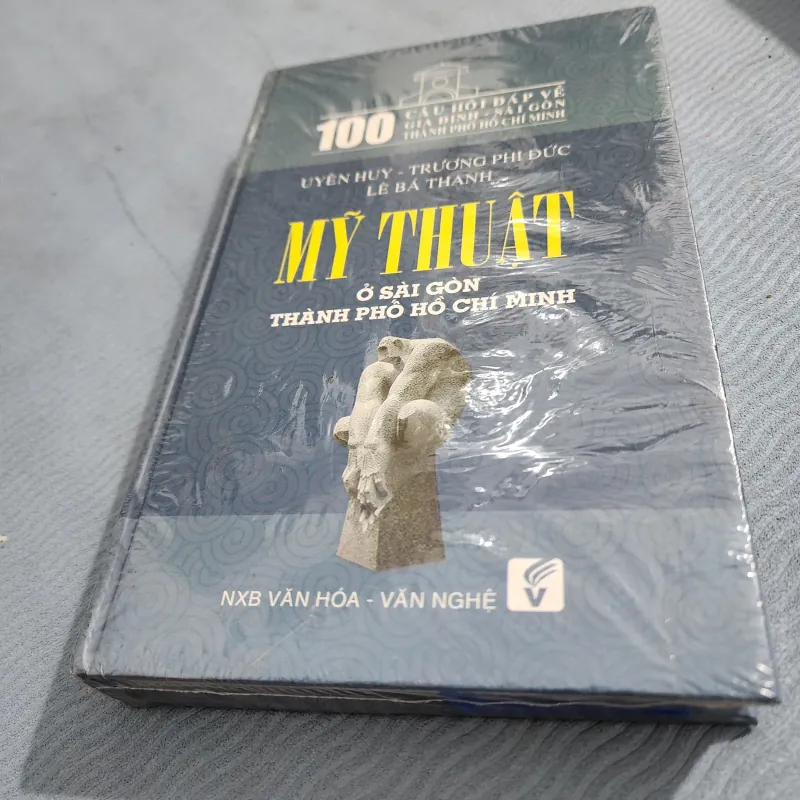 100 CÂU HỎI ĐÁP VỀ
GIA ĐỊNH - SÀI GÒN
THÀNH PHỐ HỒ CHÍ MINH
UYÊN HUY - TRƯƠNG PHI ĐỨC
LÊ BÁ THANH
MỸ THUẬT
Ở SÀI GÒN
THÀNH PHỐ HỒ CHÍ MINH
NXB VĂN HÓA - VĂN NGHỆ
V